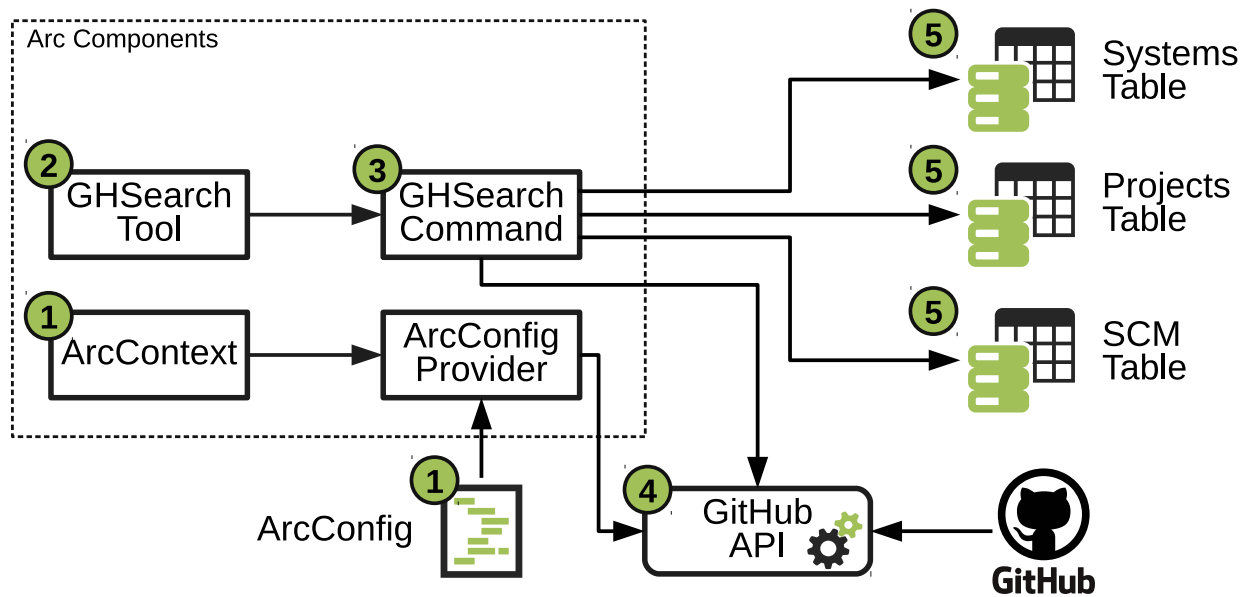 Arc Components
5
Systems
Table
2
GHSearch
Tool
3
GHSearch
Command
5
Projects
Table
1
ArcContext
ArcConfig
Provider
5
SCM
Table
ArcConfig
1
4
GitHub
API
GitHub